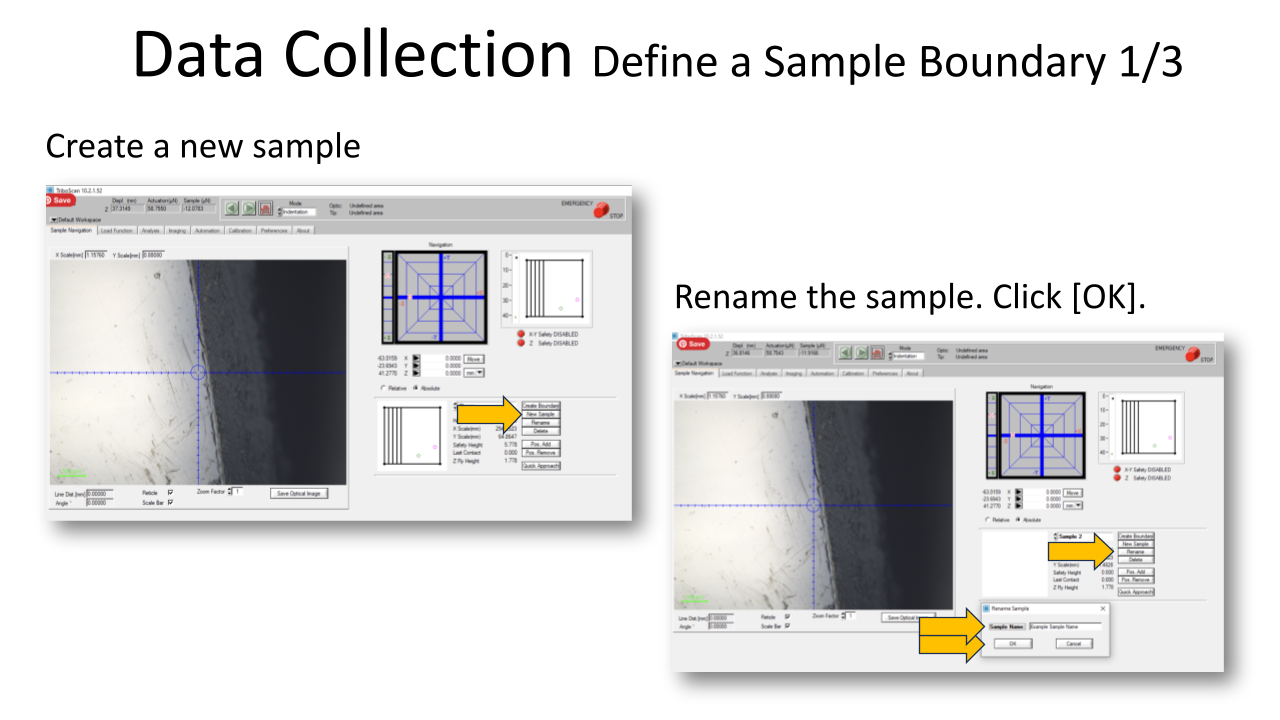 Data Collection Define a Sample Boundary 1/3
Create a new sample
TriboScan 10.2.1.52
Save
Displ. (nm) Actuation(µN) Sample (µN)
Z 37.3149 58.7550 -12.0783
Mode
Indentation
Optic: Undefined area
Tip: Undefined area
EMERGENCY
STOP
Default Workspace
Sample Navigation Load Function Analysis Imaging Automation Calibration Preferences About
X Scale(mm) 1.15760 Y Scale(mm) 0.88080
Navigation
+Y
-Y
0-
10-
20-
30-
40-
X-Y Safety DISABLED
Z Safety DISABLED
-63.0159 X 0.0000 Move
-23.6943 Y 0.0000
41.2770 Z 0.0000 mm
Relative Absolute
Create Boundary
New Sample
Rename
X Scale(mm) Delete
Y Scale(mm) 64.8647
Safety Height 5.778 Pos. Add
Last Contact 0.000 Pos. Remove
Z Fly Height 1.778
Quick Approach
Line Dist.(mm) 0.00000 Reticle Zoom Factor 1 Save Optical Image
Angle ° 0.00000 Scale Bar
Rename the sample. Click [OK].
Save
Displ. (nm) Actuation(µN) Sample (µN)
Z 36.8146 58.7543 -11.9166
Mode
Indentation
Optic: Undefined area
Tip: Undefined area
EMERGENCY
STOP
Default Workspace
Sample Navigation Load Function Analysis Imaging Automation Calibration Preferences About
X Scale(mm) 1.15760 Y Scale(mm) 0.88080
Navigation
+Y
-Y
0-
10-
20-
30-
40-
X-Y Safety DISABLED
Z Safety DISABLED
-63.0159 X 0.0000 Move
-23.6943 Y 0.0000
41.2770 Z 0.0000 mm
Relative Absolute
Sample 2 Create Boundary
New Sample
Rename
Delete
Y Scale(mm)
Safety Height 0.000 Pos. Add
Last Contact 0.000 Pos. Remove
Z Fly Height 1.778
Quick Approach
Line Dist.(mm) 0.00000 Reticle Zoom Factor 1 Save Optical
Angle ° 0.00000 Scale Bar
Rename Sample
Sample Name Example Sample Name
OK Cancel